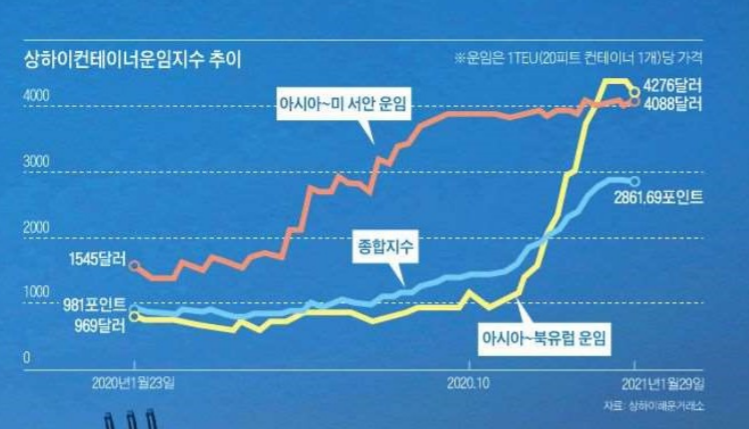 상하이컨테이너운임지수 추이
※운임은 1TEU(20피트 컨테이너 1개)당 가격
4000
아시아~미 서안 운임
4276달러
4088달러
3000
2000
1545달러
종합지수
2861.69포인트
1000
981포인트
969달러
아시아~북유럽 운임
0
2020년1월23일
2020.10
2021년1월29일
자료: 상하이해운거래소